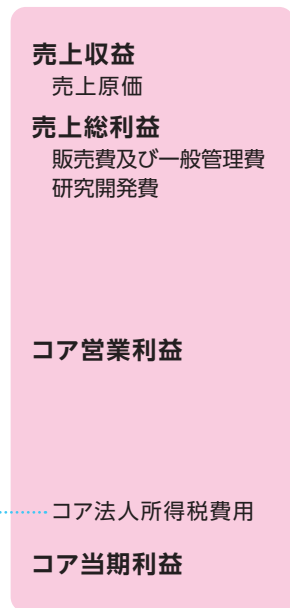 売上収益
売上原価
売上総利益
販売費及び一般管理費
研究開発費
コア営業利益
コア法人所得税費用
コア当期利益